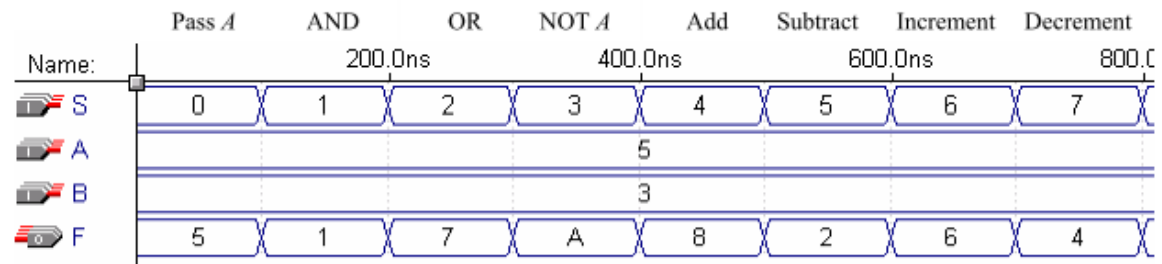 Pass A AND OR NOT A Add Subtract Increment Decrement
Name: 200.0ns 400.0ns 600.0ns 800.0
S 0 1 2 3 4 5 6 7
A 5
B 3
F 5 1 7 A 8 2 6 4